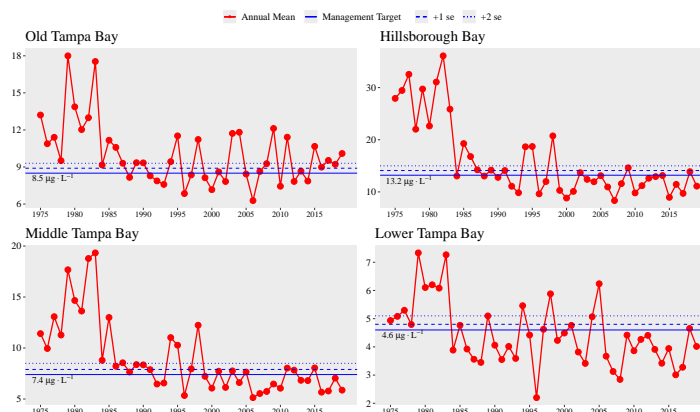 Annual Mean Management Target +1 se +2 se
Old Tampa Bay
18
15
12
9
6
8.5 μg · L⁻¹
1975 1980 1985 1990 1995 2000 2005 2010 2015
Hillsborough Bay
30
20
10
13.2 μg · L⁻¹
1975 1980 1985 1990 1995 2000 2005 2010 2015
Middle Tampa Bay
20
15
10
5
7.4 μg · L⁻¹
1975 1980 1985 1990 1995 2000 2005 2010 2015
Lower Tampa Bay
7
6
5
4
3
2
4.6 μg · L⁻¹
1975 1980 1985 1990 1995 2000 2005 2010 2015